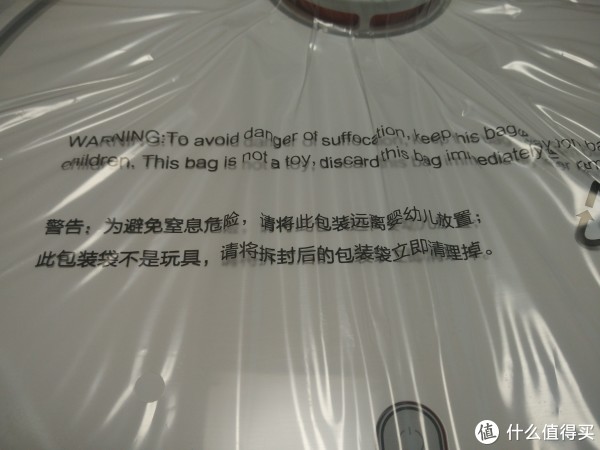 WARNING:To avoid danger of suffocation, keep this bag
children. This bag is not a toy, discard this bag immediately
警告：为避免窒息危险，请将此包装远离婴幼儿放置；
此包装袋不是玩具，请将拆封后的包装袋立即清理掉。
值 什么值得买